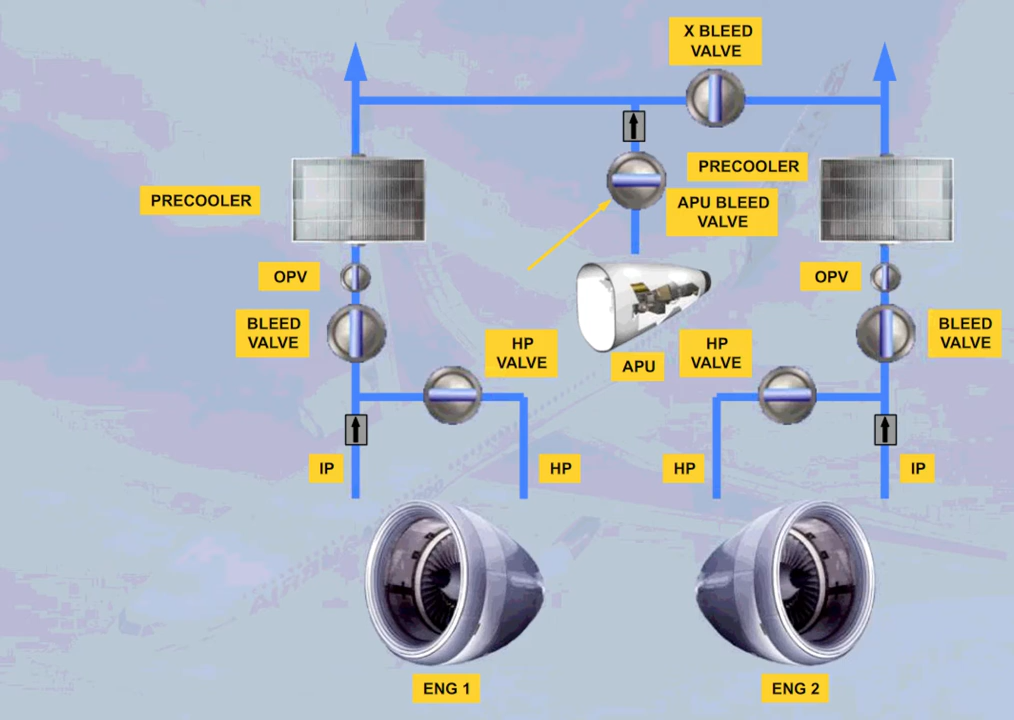 X BLEED
VALVE
PRECOOLER
PRECOOLER
APU BLEED
VALVE
OPV
OPV
BLEED
VALVE
HP
VALVE
APU
HP
VALVE
BLEED
VALVE
IP
HP
HP
IP
ENG 1
ENG 2